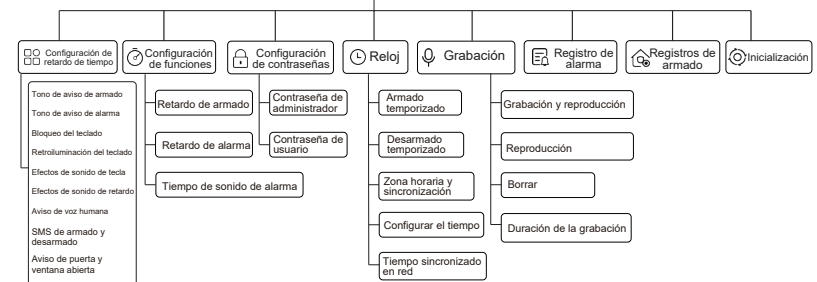 Configuración de
retardo de tiempo
Configuración
de funciones
Configuración
de contraseñas
Reloj
Grabación
Registro de
alarma
Registros de
armado
Inicialización
Tono de aviso de armado
Tono de aviso de alarma
Bloqueo del teclado
Retroiluminación del teclado
Efectos de sonido de tecla
Efectos de sonido de retardo
Aviso de voz humana
SMS de armado y
desarmado
Aviso de puerta y
ventana abierta
Retardo de armado
Retardo de alarma
Tiempo de sonido de alarma
Contraseña de
administrador
Contraseña de
usuario
Armado
temporizado
Desarmado
temporizado
Zona horaria y
sincronización
Configurar el tiempo
Tiempo sincronizado
en red
Grabación y reproducción
Reproducción
Borrar
Duración de la grabación